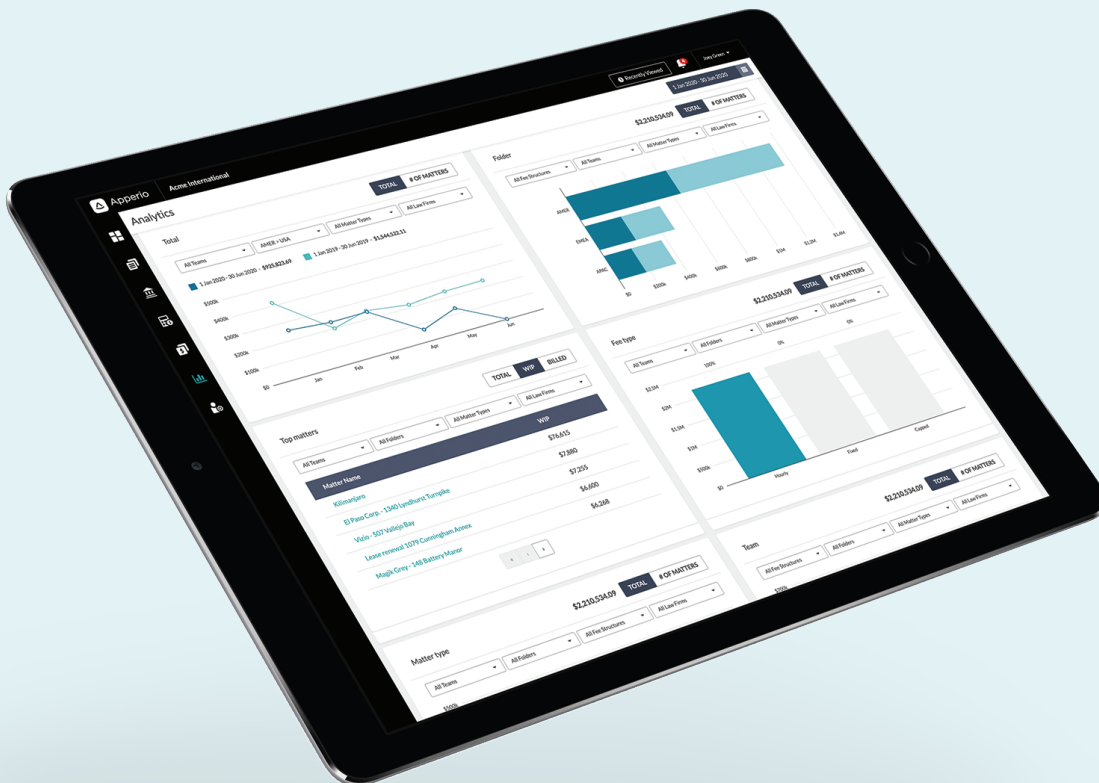 Apperio
Acme International
Recently Viewed
Joey Green
Analytics
1 Jan 2020 - 30 Jun 2020
Total
TOTAL
# OF MATTERS
All Teams
AMER > USA
All Matter Types
All Law Firms
1 Jan 2020 - 30 Jun 2020 - $925,823.69
1 Jan 2019 - 30 Jun 2019 - $1,544,522.11
$500k
$400k
$300k
$200k
$100k
$0
Jan
Feb
Mar
Apr
May
Jun
Folder
$2,210,534.09
TOTAL
# OF MATTERS
All Fee Structures
All Teams
All Matter Types
All Law Firms
AMER
EMEA
APAC
$0
$200k
$400k
$600k
$800k
$1M
$1.2M
$1.4M
Top matters
TOTAL
WIP
BILLED
All Teams
All Folders
All Matter Types
All Law Firms
Matter Name
WIP
Kilimanjaro
$76,615
El Paso Corp. - 1340 Lyndhurst Turnpike
$7,880
Vizio - 507 Vallejo Bay
$7,255
Lease renewal 1079 Cunningham Annex
$6,600
Magik Grey - 148 Battery Manor
$6,268
Fee type
$2,210,534.09
TOTAL
# OF MATTERS
All Teams
All Folders
All Matter Types
All Law Firms
100%
0%
0%
$2.5M
$2M
$1.5M
$1M
$500k
$0
Hourly
Fixed
Capped
Matter type
$2,210,534.09
TOTAL
# OF MATTERS
All Teams
All Folders
All Fee Structures
All Law Firms
$500k
Team
$2,210,534.09
TOTAL
# OF MATTERS
All Fee Structures
All Folders
All Matter Types
All Law Firms